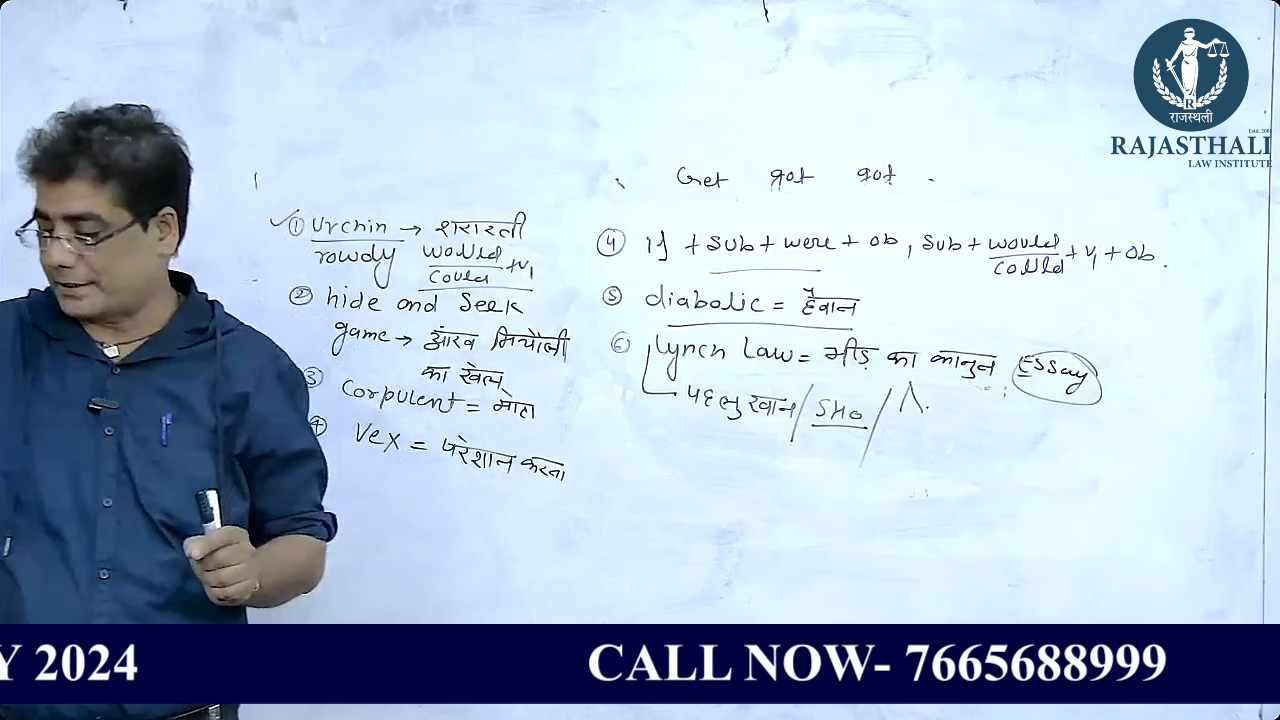 Get got got
① urchin → शरारती
rowdy would/could + V1
② hide and Seek
game → आंख मिचौली
का खेल
③ Corpulent = मोटा
④ Vex = परेशान करना
④ If + Sub + were + ob, Sub + would/could + V1 + Ob.
⑤ diabolic = हैवान
⑥ Lynch Law = भीड़ का कानुन Essay
पहलु खान / SHO /
राजस्थली
Estd. 2001
RAJASTHALI
LAW INSTITUTE
Y 2024 CALL NOW- 7665688999